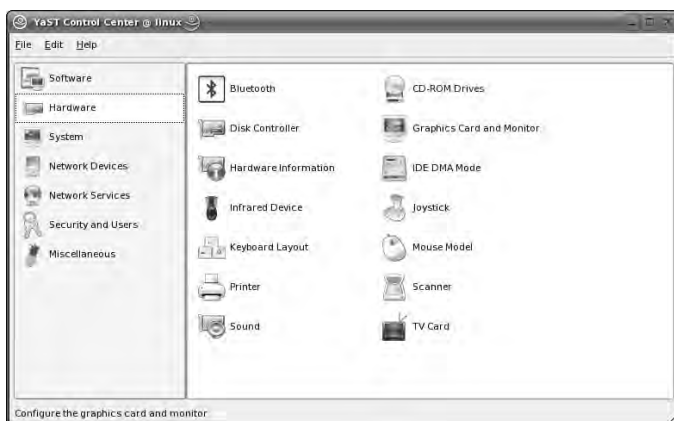 YaST Control Center @ linux
File Edit Help
Software
Hardware
System
Network Devices
Network Services
Security and Users
Miscellaneous
Bluetooth
CD-ROM Drives
Disk Controller
Graphics Card and Monitor
Hardware Information
IDE DMA Mode
Infrared Device
Joystick
Keyboard Layout
Mouse Model
Printer
Scanner
Sound
TV Card
Configure the graphics card and monitor